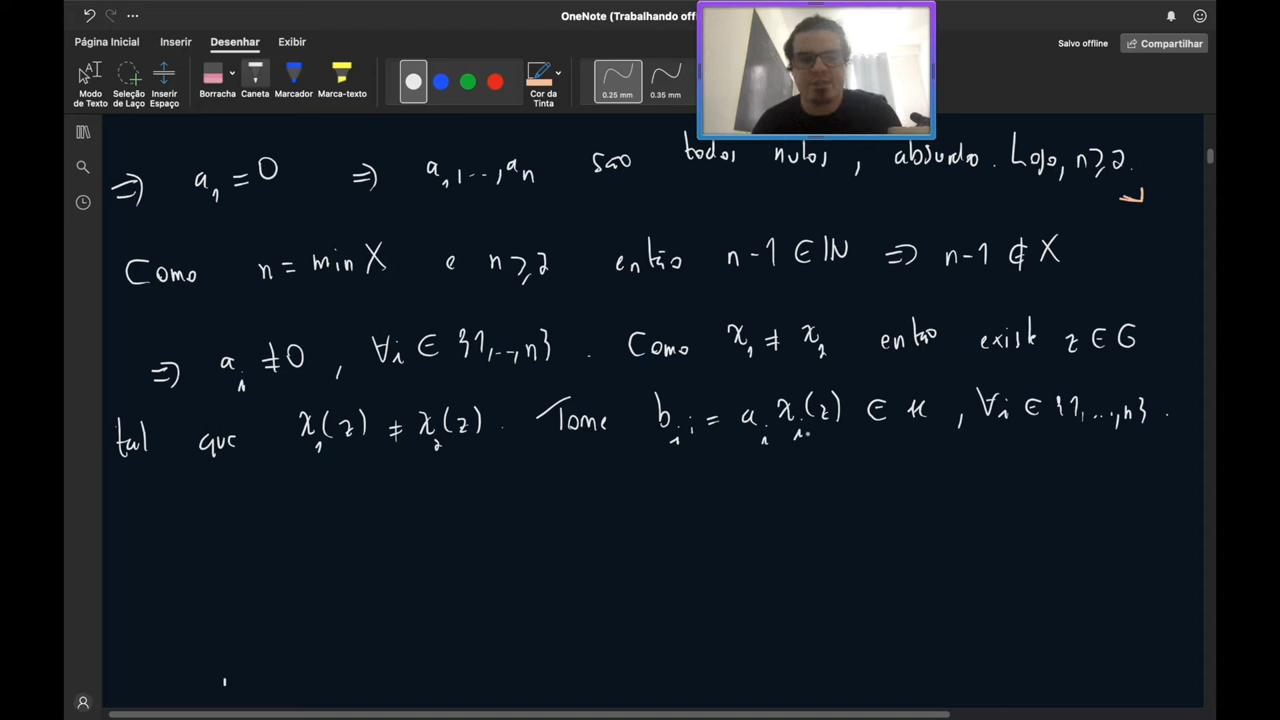 OneNote (Trabalhando offl
Página Inicial Inserir Desenhar Exibir
Salvo offline Compartilhar
Modo de Texto Seleção de Laço Inserir Espaço Borracha Caneta Marcador Marca-texto Cor da Tinta 0.25 mm 0.35 mm
⇒ a₁ = 0 ⇒ a₁,...,aₙ são todos nulos, absurdo. Logo, n ≥ 2.
Como n = min X e n ≥ 2 então n-1 ∈ ℕ ⇒ n-1 ∉ X
⇒ aᵢ ≠ 0, ∀i ∈ {1,...,n}. Como χ₁ ≠ χ₂ então existe z ∈ G
tal que χ₁(z) ≠ χ₂(z). Tome bᵢ = aᵢ χᵢ(z) ∈ K, ∀i ∈ {1,...,n}.